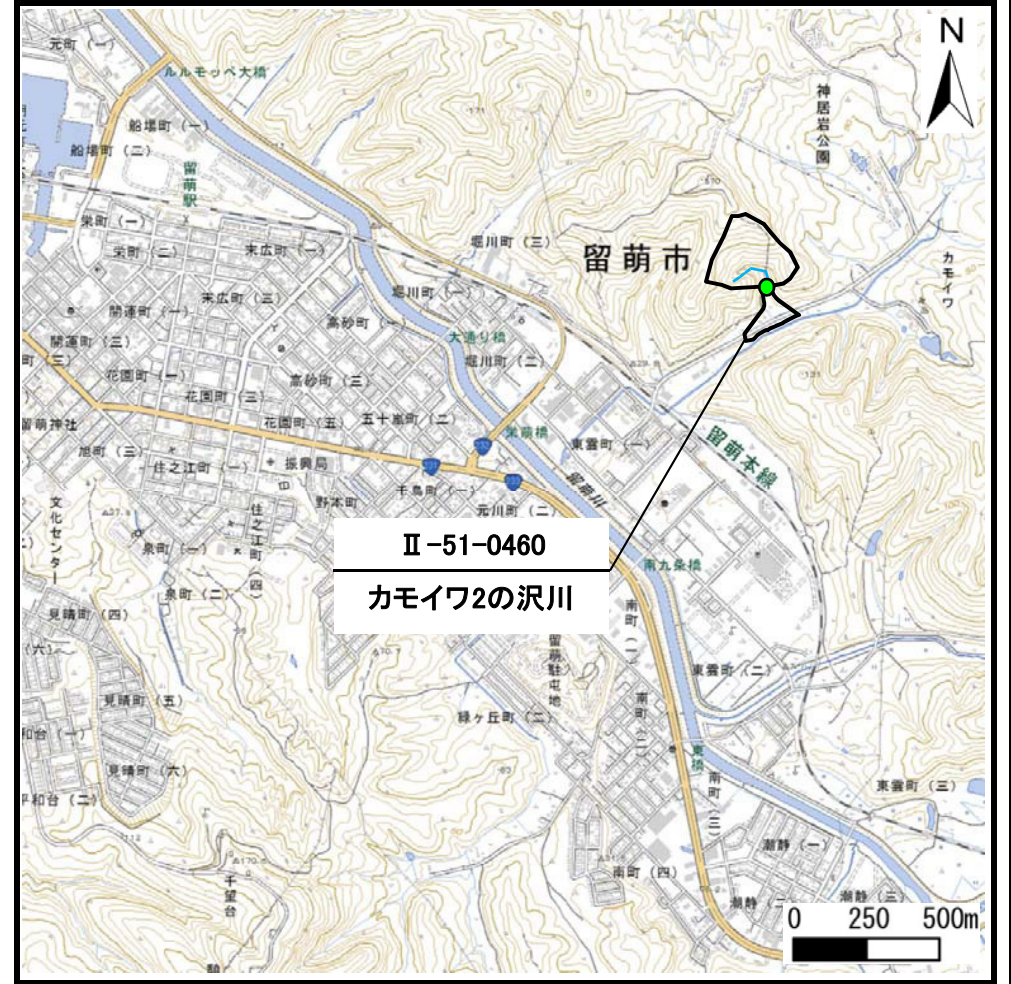 N
元町（一）
ルルモッペ大橋
船場町（一）
船場町（二）
留萌駅
神居岩公園
栄町（一）
栄町（二）
末広町（一）
堀川町（三）
留萌市
カモイワ
末広町（三）
堀川町（一）
開運町（一）
高砂町（一）
大通り橋
開運町（三）
堀川町（二）
花園町（一）
高砂町（三）
花園町（三）
花園町（五）
五十嵐町（二）
栄萌橋
東雲町（一）
留萌本線
留萌神社
旭町（三）
住之江町（一）
振興局
千鳥町（一）
留萌川
野本町
元川町（二）
文化センター
住之江町（四）
泉町（一）
泉町（二）
Ⅱ-51-0460
カモイワ2の沢川
南九条橋
南町（一）
見晴町（四）
留萌駐屯地
東雲町（二）
見晴町（五）
緑ヶ丘町（二）
南町（二）
東橋
見晴町（六）
南町（三）
東雲町（三）
平和台（二）
潮静（一）
千望台
南町（四）
潮静（三）
0 250 500m